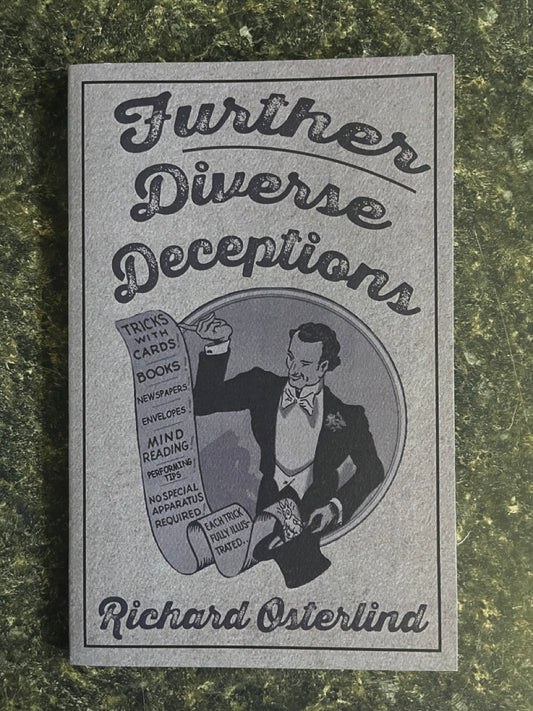 Further
Diverse
Deceptions
TRICKS
WITH
CARDS!
BOOKS!
NEWSPAPERS!
ENVELOPES!
MIND
READING!
PERFORMING
TIPS
NO SPECIAL
APPARATUS
REQUIRED!
EACH TRICK
FULLY ILLUS-
TRATED..
Richard Osterlind